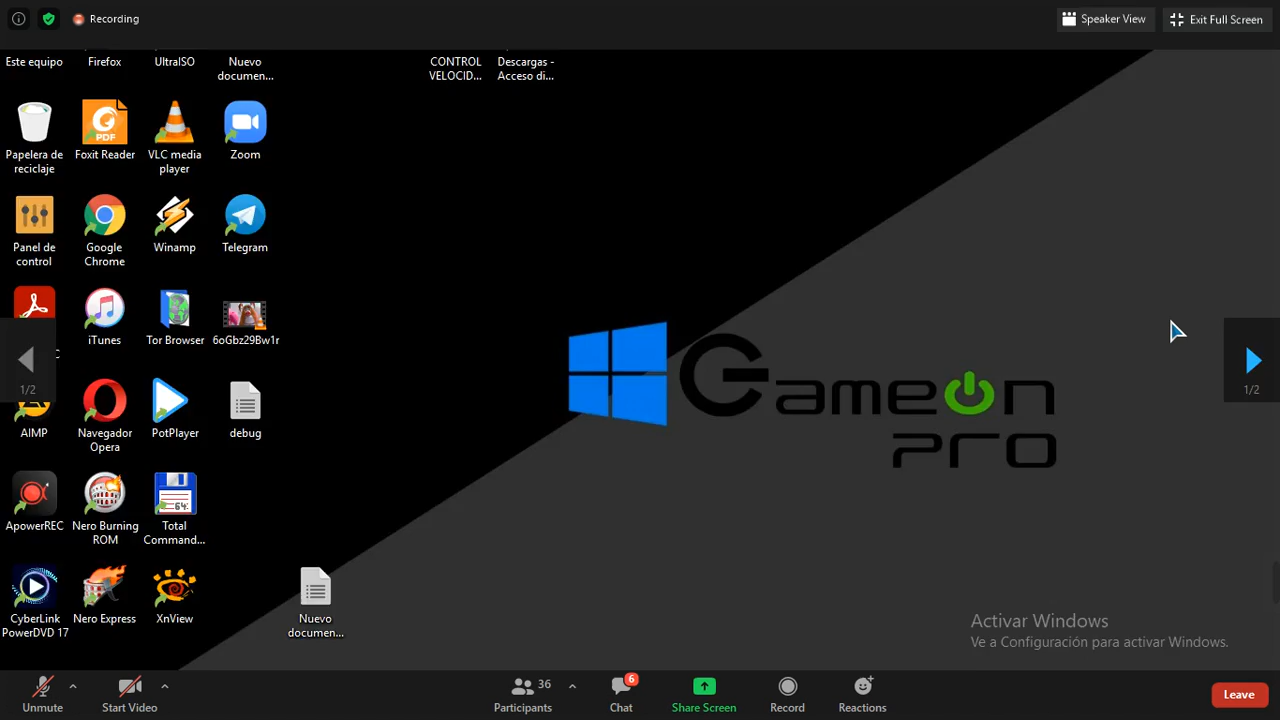 Recording
Speaker View
Exit Full Screen
Este equipo
Firefox
UltraISO
Nuevo
documen...
CONTROL
VELOCID...
Descargas -
Acceso di...
Papelera de
reciclaje
PDF
Foxit Reader
VLC media
player
Zoom
Panel de
control
Google
Chrome
Winamp
Telegram
iTunes
Tor Browser
6oGbz29Bw1r
1/2
1/2
AIMP
Navegador
Opera
PotPlayer
debug
GameOn
Pro
ApowerREC
Nero Burning
ROM
64
Total
Command...
CyberLink
PowerDVD 17
Nero Express
XnView
Nuevo
documen...
Activar Windows
Ve a Configuración para activar Windows.
Unmute
Start Video
36
Participants
6
Chat
Share Screen
Record
Reactions
Leave